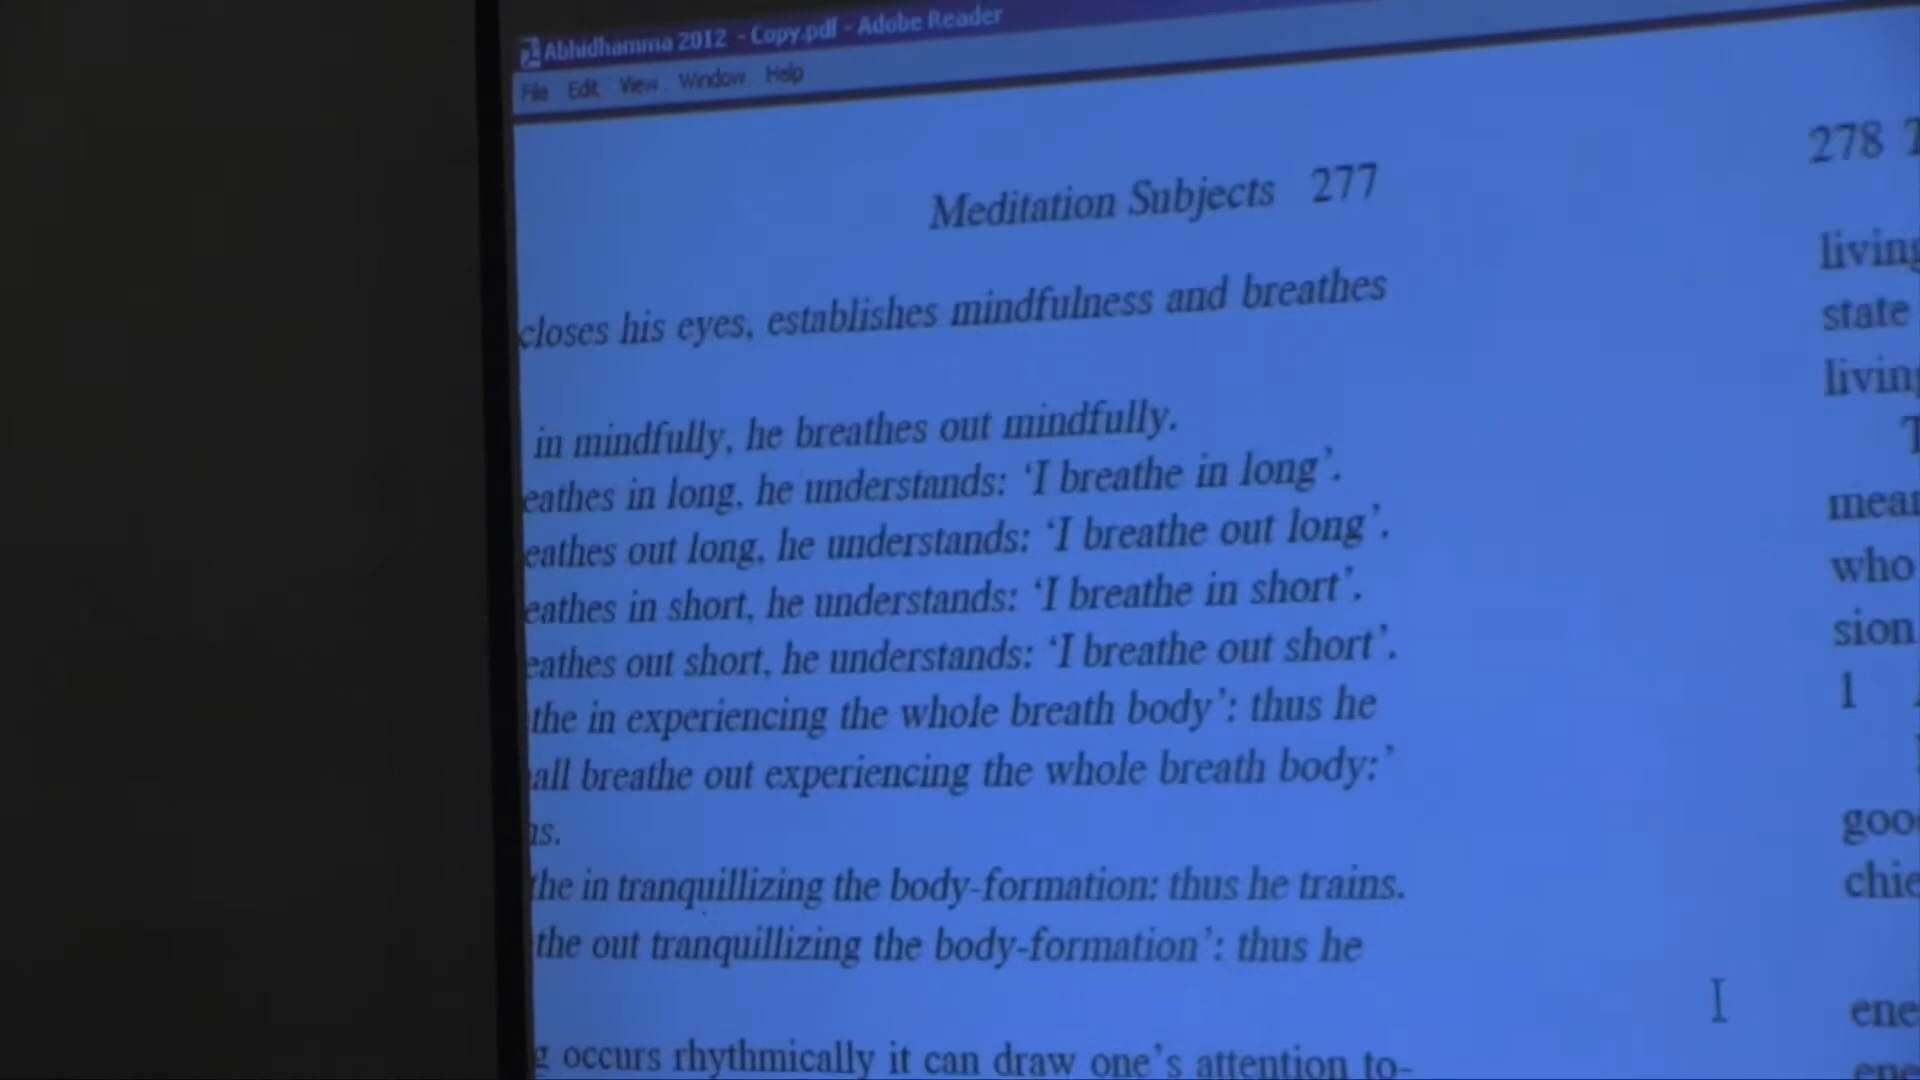 Abhidhamma 2012 - Copy.pdf - Adobe Reader
File Edit View Window Help
Meditation Subjects 277
closes his eyes, establishes mindfulness and breathes
in mindfully, he breathes out mindfully.
eathes in long, he understands: ‘I breathe in long’.
eathes out long, he understands: ‘I breathe out long’.
eathes in short, he understands: ‘I breathe in short’.
eathes out short, he understands: ‘I breathe out short’.
the in experiencing the whole breath body’: thus he
all breathe out experiencing the whole breath body:’
ns.
the in tranquillizing the body-formation: thus he trains.
the out tranquillizing the body-formation’: thus he
g occurs rhythmically it can draw one’s attention to-
278
living
state
living
T
mean
who
sion
1
good
chie
ene
ene